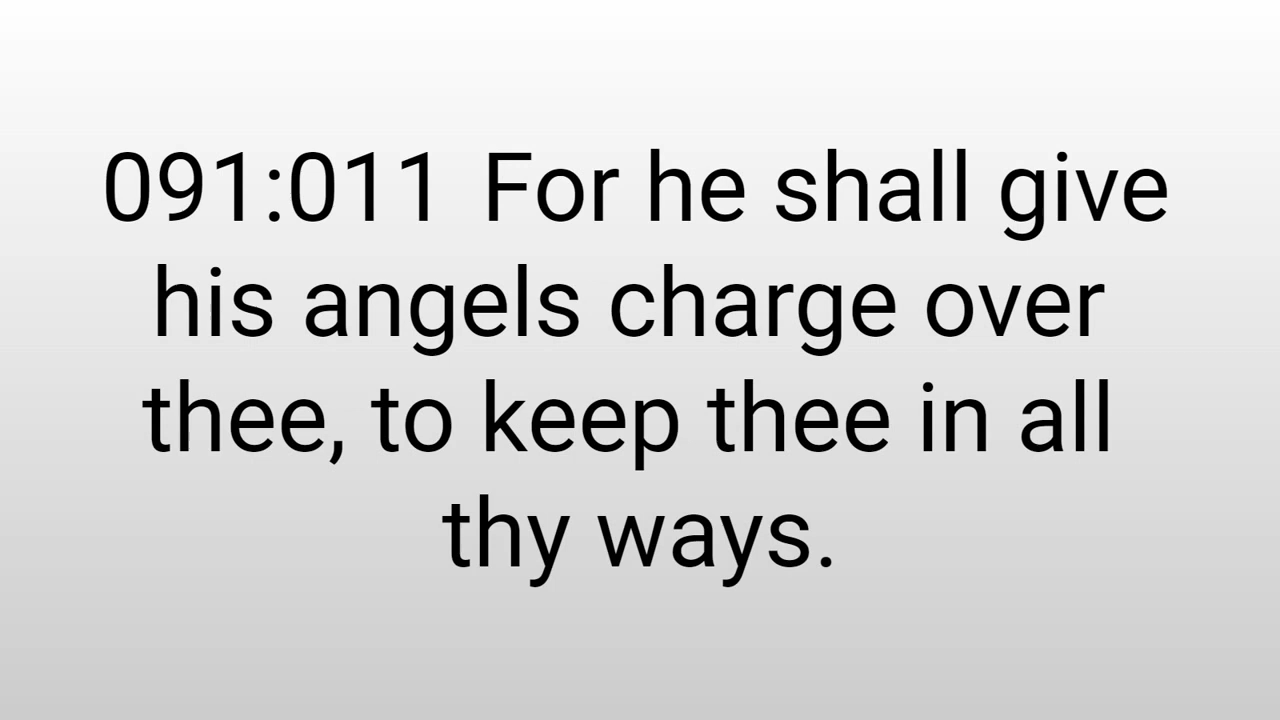 091:011 For he shall give
his angels charge over
thee, to keep thee in all
thy ways.